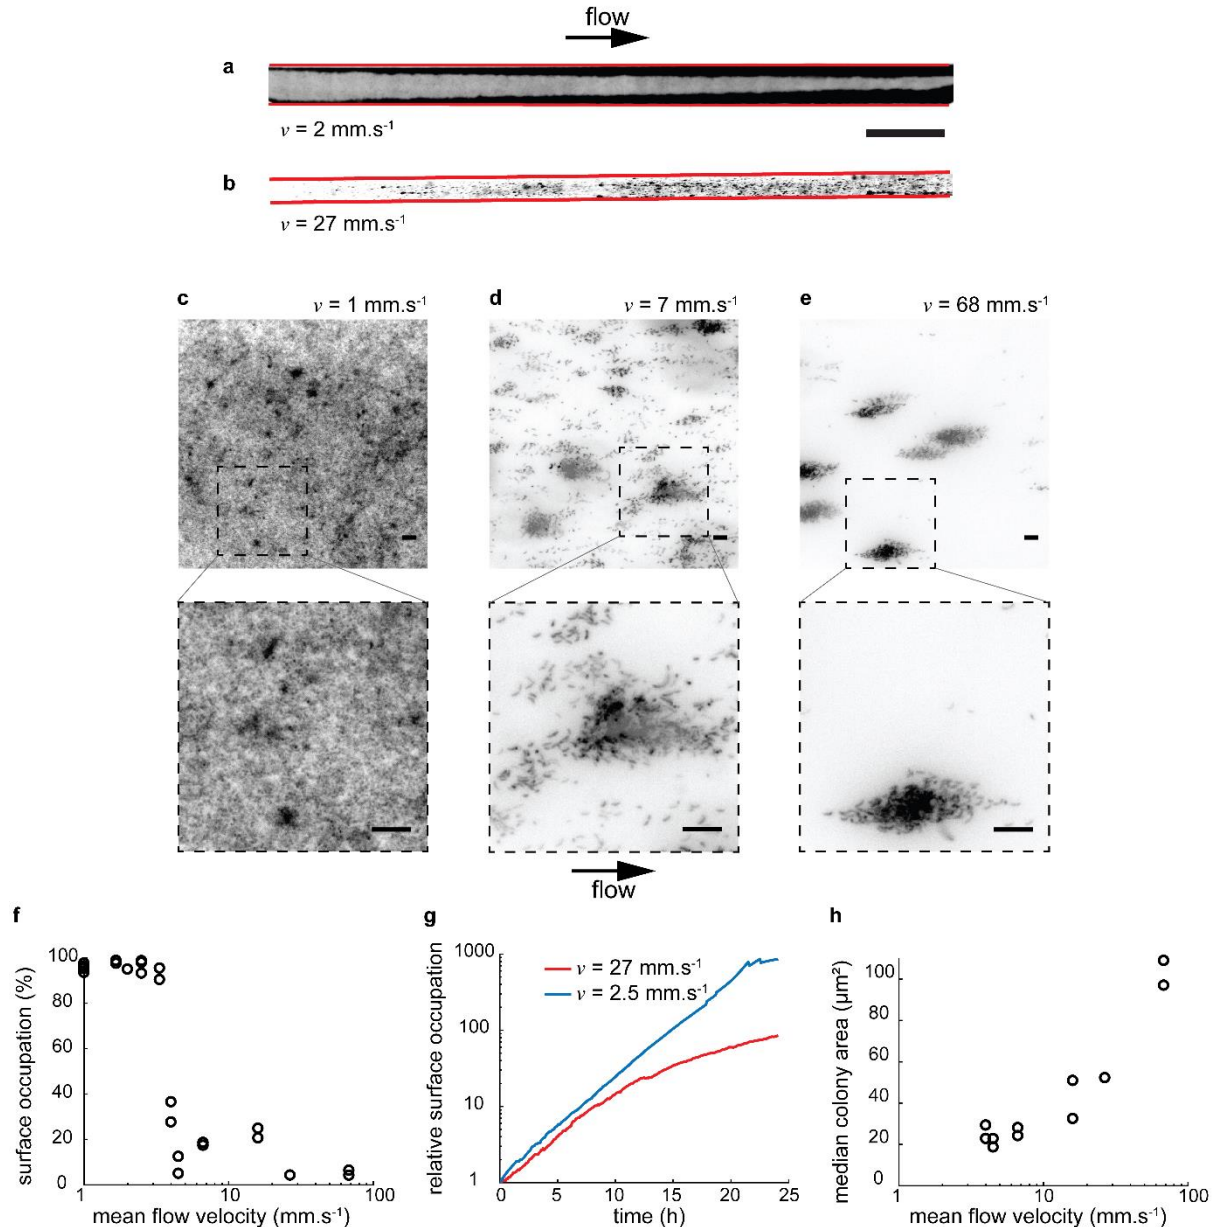 flow
a
v = 2 mm.s⁻¹
b
v = 27 mm.s⁻¹
c
v = 1 mm.s⁻¹
d
v = 7 mm.s⁻¹
e
v = 68 mm.s⁻¹
flow
f
surface occupation (%)
100
80
60
40
20
0
1
10
100
mean flow velocity (mm.s⁻¹)
g
relative surface occupation
1000
100
10
1
v = 27 mm.s⁻¹
v = 2.5 mm.s⁻¹
0
5
10
15
20
25
time (h)
h
median colony area (µm²)
100
80
60
40
20
0
1
10
100
mean flow velocity (mm.s⁻¹)